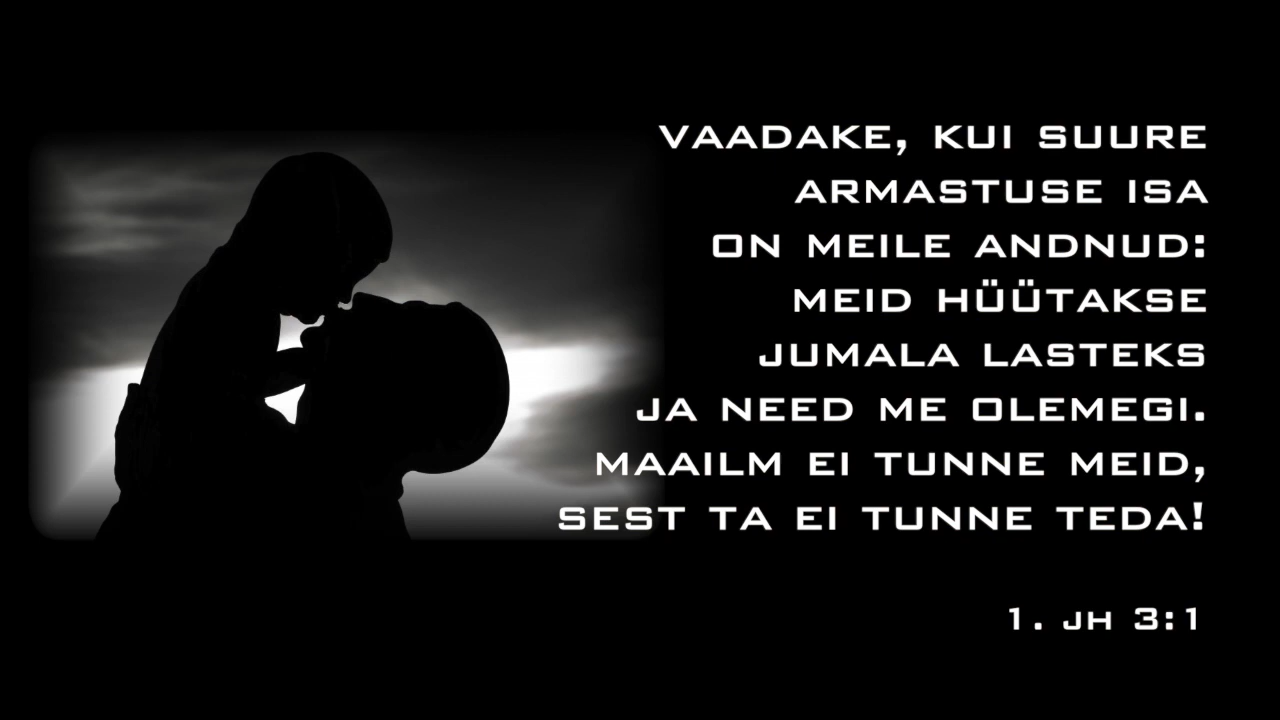 VAADAKE, KUI SUURE
ARMASTUSE ISA
ON MEILE ANDNUD:
MEID HÜÜTAKSE
JUMALA LASTEKS
JA NEED ME OLEMEGI.
MAAILM EI TUNNE MEID,
SEST TA EI TUNNE TEDA!
1. JH 3:1